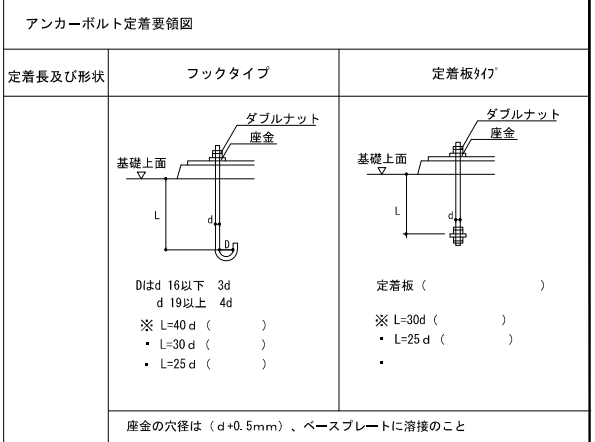 アンカーボルト定着要領図
定着長及び形状
フックタイプ
定着板ﾀｲﾌﾟ
ダブルナット
座金
基礎上面
L
d
D
Dはd 16以下 3d
d 19以上 4d
※ L=40d ( )
・ L=30d ( )
・ L=25d ( )
ダブルナット
座金
基礎上面
L
d
定着板 ( )
※ L=30d ( )
・ L=25d ( )
・
座金の穴径は(d+0.5mm)、ベースプレートに溶接のこと